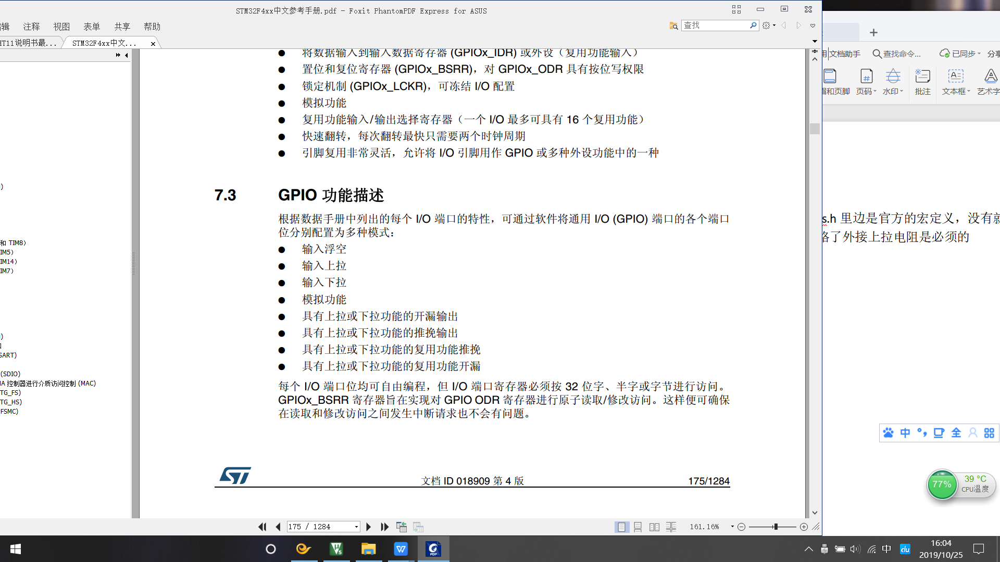 STM32F4xx中文参考手册.pdf - Foxit PhantomPDF Express for ASUS
注释 视图 表单 共享 帮助
查找
HT11说明书最... STM32F4xx中文...
文档助手 查找命令... 已同步 分享
页码 水印 批注 文本框 艺术字
眉和页脚
将数据输入到输入数据寄存器 (GPIOx_IDR) 或外设（复用功能输入）
置位和复位寄存器 (GPIOx_BSRR)，对 GPIOx_ODR 具有按位写权限
锁定机制 (GPIOx_LCKR)，可冻结 I/O 配置
模拟功能
复用功能输入/输出选择寄存器（一个 I/O 最多可具有 16 个复用功能）
快速翻转，每次翻转最快只需要两个时钟周期
引脚复用非常灵活，允许将 I/O 引脚用作 GPIO 或多种外设功能中的一种
7.3 GPIO 功能描述
根据数据手册中列出的每个 I/O 端口的特性，可通过软件将通用 I/O (GPIO) 端口的各个端口
位分别配置为多种模式：
输入浮空
输入上拉
输入下拉
模拟功能
具有上拉或下拉功能的开漏输出
具有上拉或下拉功能的推挽输出
具有上拉或下拉功能的复用功能推挽
具有上拉或下拉功能的复用功能开漏
每个 I/O 端口位均可自由编程，但 I/O 端口寄存器必须按 32 位字、半字或字节进行访问。
GPIOx_BSRR 寄存器旨在实现对 GPIO ODR 寄存器进行原子读取/修改访问。这样便可确保
在读取和修改访问之间发生中断请求也不会有问题。
ST
文档 ID 018909 第 4 版
175/1284
和 TIM8）
IM5）
IM14）
IM7）
SART)
(SDIO)
MA 控制器进行介质访问控制 (MAC)
TG_FS)
TG_HS)
FSMC)
s.h 里边是官方的宏定义，没有就
略了外接上拉电阻是必须的
中 全
77%
39 °C
CPU温度
175 / 1284
161.16%
中 du
16:04
2019/10/25